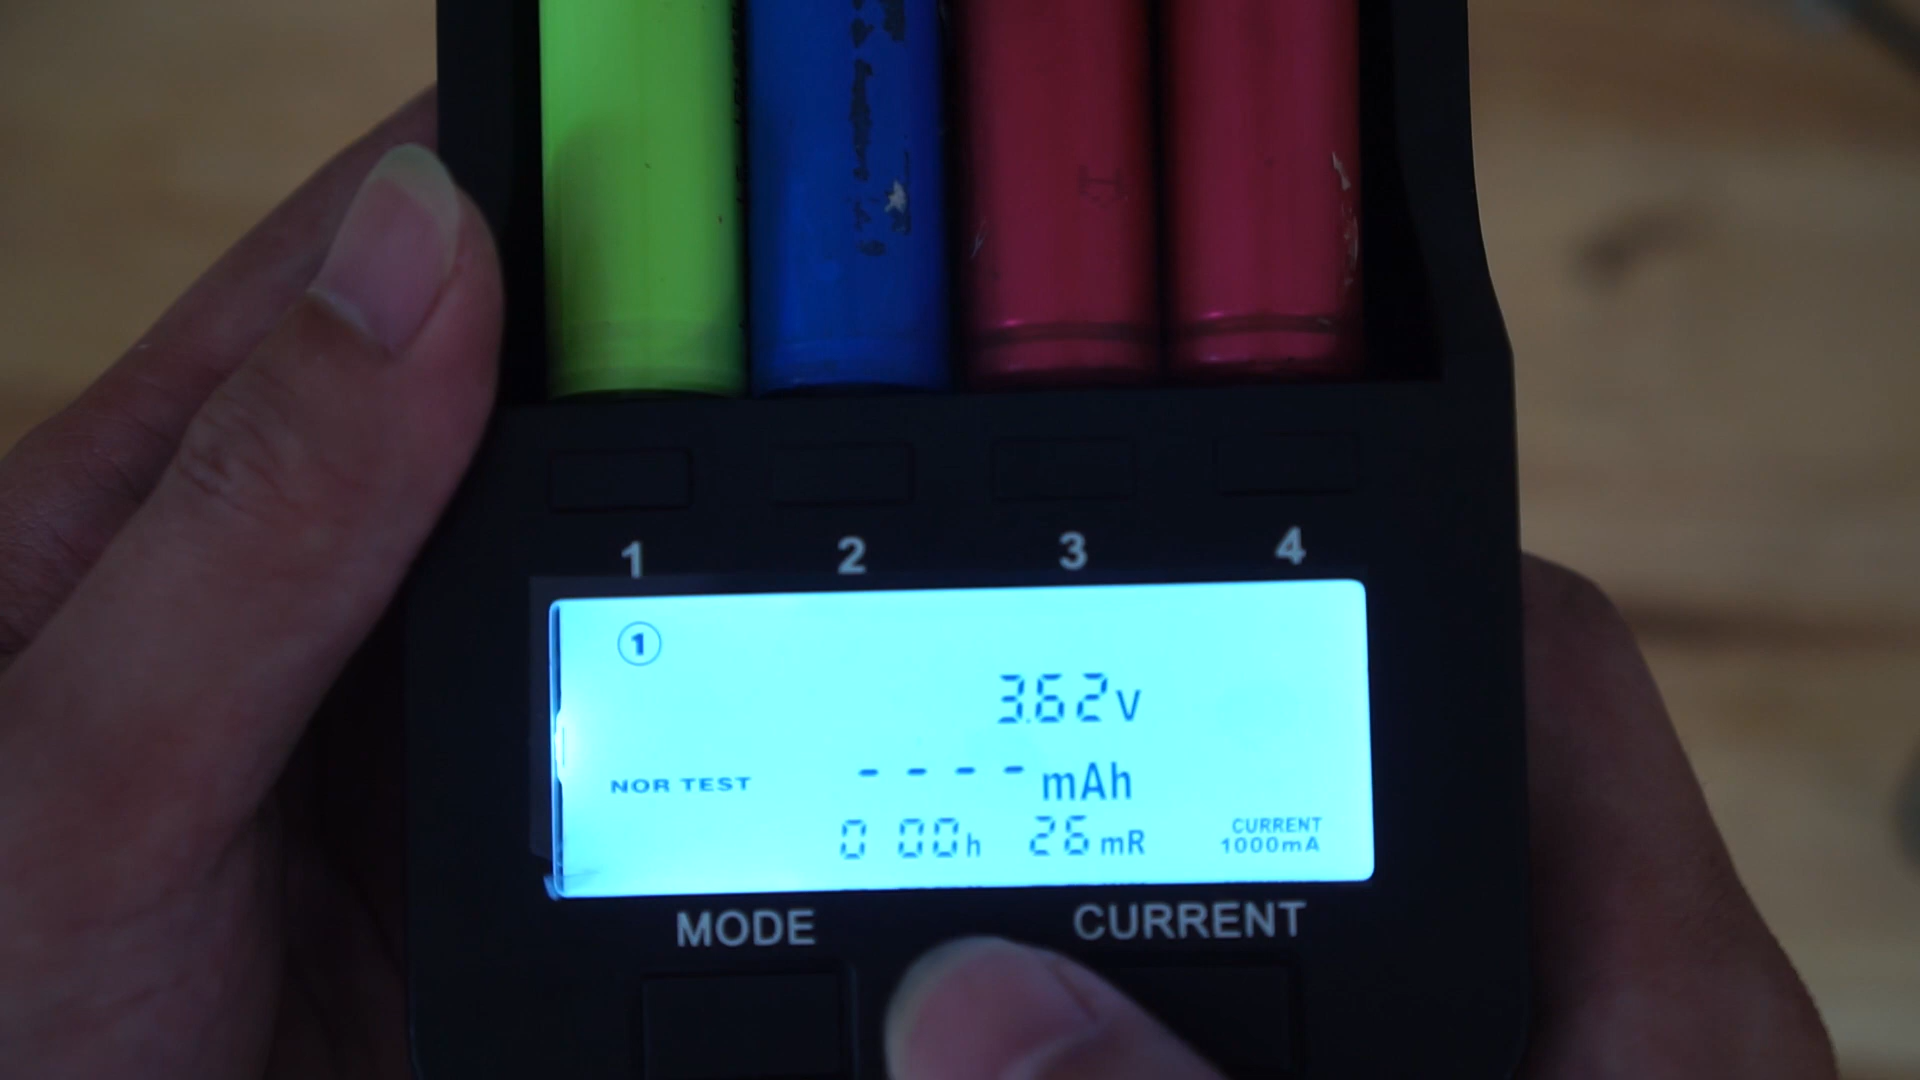 1 2 3 4
1
3.62V
NOR TEST - - - - mAh
0 00h 26mR CURRENT
1000mA
MODE CURRENT